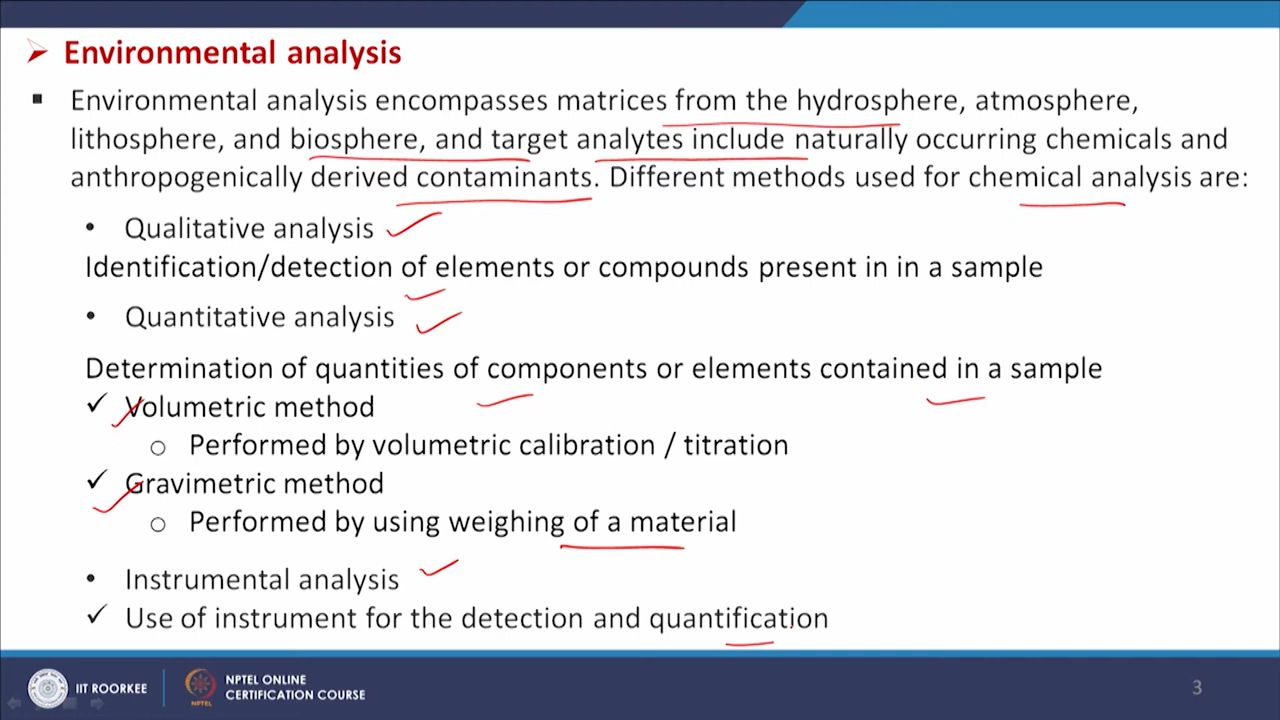 Environmental analysis
Environmental analysis encompasses matrices from the hydrosphere, atmosphere,
lithosphere, and biosphere, and target analytes include naturally occurring chemicals and
anthropogenically derived contaminants. Different methods used for chemical analysis are:
• Qualitative analysis
Identification/detection of elements or compounds present in in a sample
• Quantitative analysis
Determination of quantities of components or elements contained in a sample
✓ Volumetric method
o Performed by volumetric calibration / titration
✓ Gravimetric method
o Performed by using weighing of a material
• Instrumental analysis
✓ Use of instrument for the detection and quantification
IIT ROORKEE
NPTEL
NPTEL ONLINE
CERTIFICATION COURSE
3